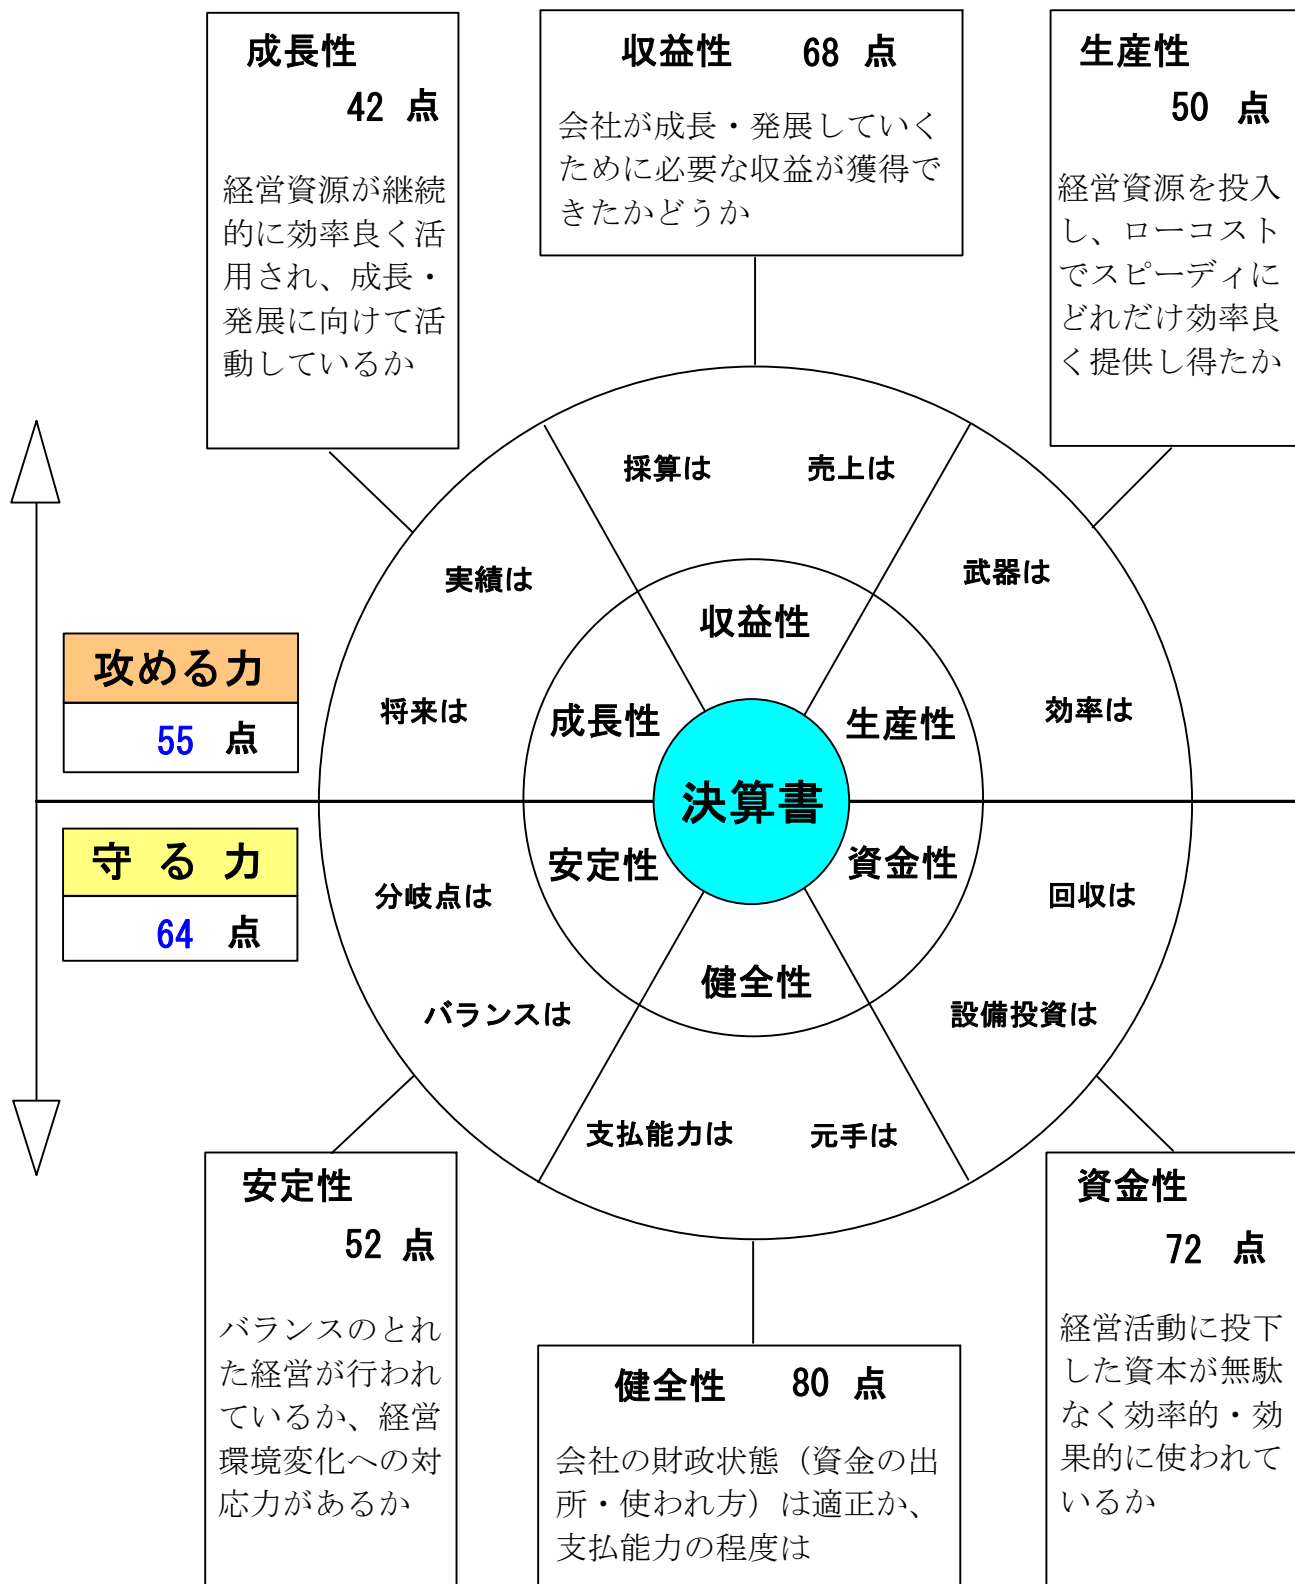 成長性
42 点
経営資源が継続
的に効率良く活
用され、成長・
発展に向けて活
動しているか
収益性 68 点
会社が成長・発展していく
ために必要な収益が獲得で
きたかどうか
生産性
50 点
経営資源を投入
し、ローコスト
でスピーディに
どれだけ効率良
く提供し得たか
採算は 売上は
実績は
武器は
収益性
攻める力
55 点
将来は
成長性
生産性
効率は
決算書
守る力
64 点
分岐点は
安定性
資金性
回収は
健全性
バランスは
設備投資は
支払能力は 元手は
安定性
52 点
バランスのとれ
た経営が行われ
ているか、経営
環境変化への対
応力があるか
健全性 80 点
会社の財政状態（資金の出
所・使われ方）は適正か、
支払能力の程度は
資金性
72 点
経営活動に投下
した資本が無駄
なく効率的・効
果的に使われて
いるか